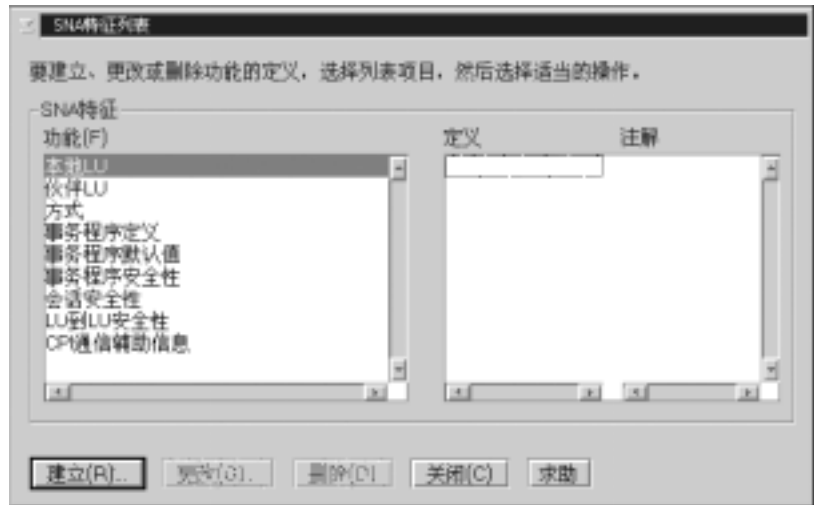 SNA特征列表
要建立、更改或删除功能的定义，选择列表项目，然后选择适当的操作。
SNA特征
功能(F) 定义 注解
本地LU
伙伴LU
方式
事务程序定义
事务程序默认值
事务程序安全性
会话安全性
LU到LU安全性
CPI通信辅助信息
建立(R).. 更改(G). 删除(D) 关闭(C) 求助